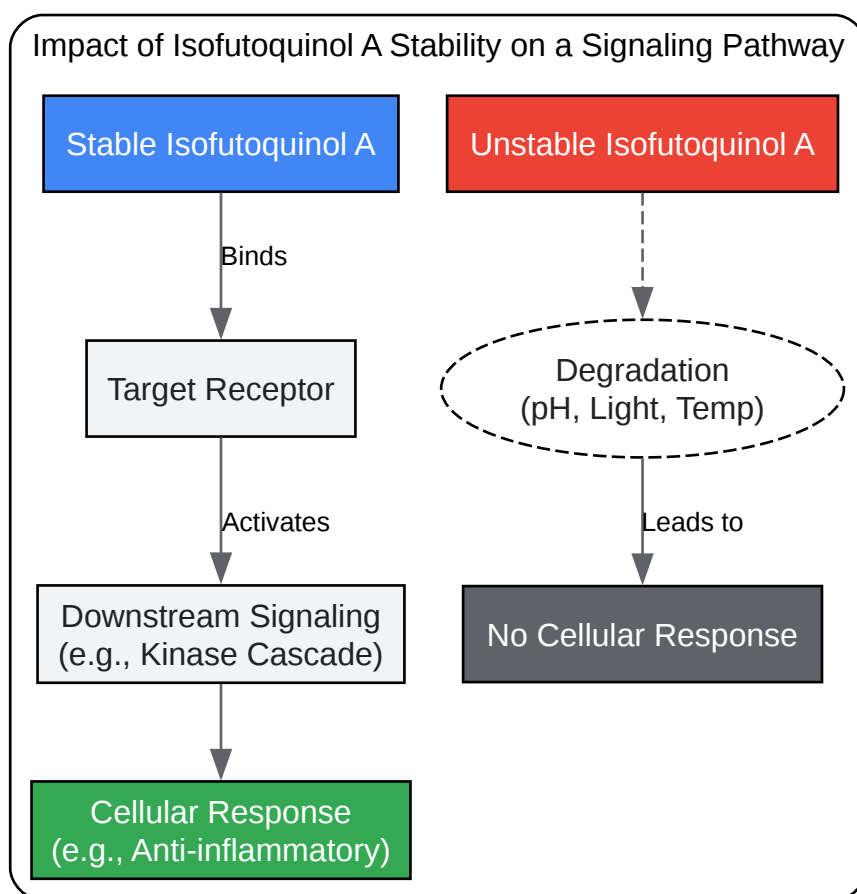 Impact of Isofutoquinol A Stability on a Signaling Pathway
Stable Isofutoquinol A
Unstable Isofutoquinol A
Binds
Target Receptor
Degradation
(pH, Light, Temp)
Activates
Leads to
Downstream Signaling
(e.g., Kinase Cascade)
No Cellular Response
Cellular Response
(e.g., Anti-inflammatory)